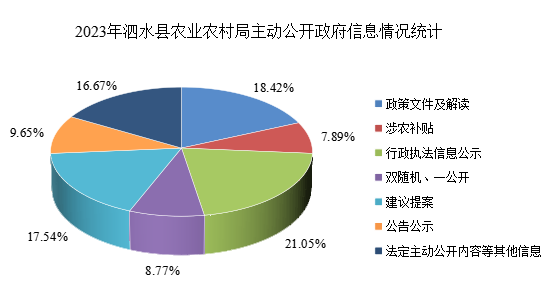 2023年泗水县农业农村局主动公开政府信息情况统计
16.67%
18.42%
9.65%
7.89%
17.54%
8.77%
21.05%
政策文件及解读
涉农补贴
行政执法信息公示
双随机、一公开
建议提案
公告公示
法定主动公开内容等其他信息